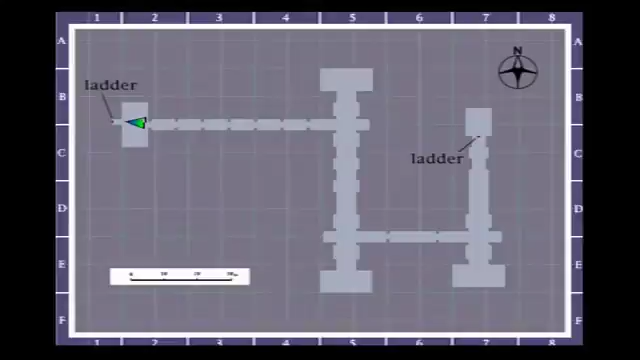 1 2 3 4 5 6 7 8
A A
N
ladder
B B
C C
ladder
D D
E E
F F
1 2 3 4 5 6 7 8